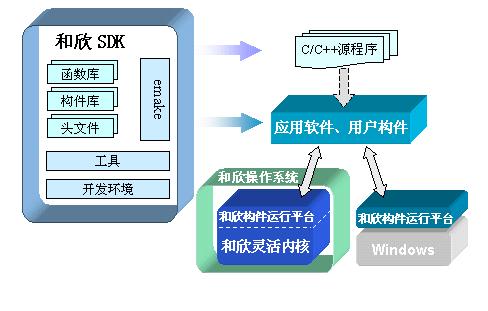 和欣 SDK
函数库
构件库
头文件
emake
工具
开发环境
C/C++源程序
应用软件、用户构件
和欣操作系统
和欣构件运行平台
和欣灵活内核
和欣构件运行平台
Windows